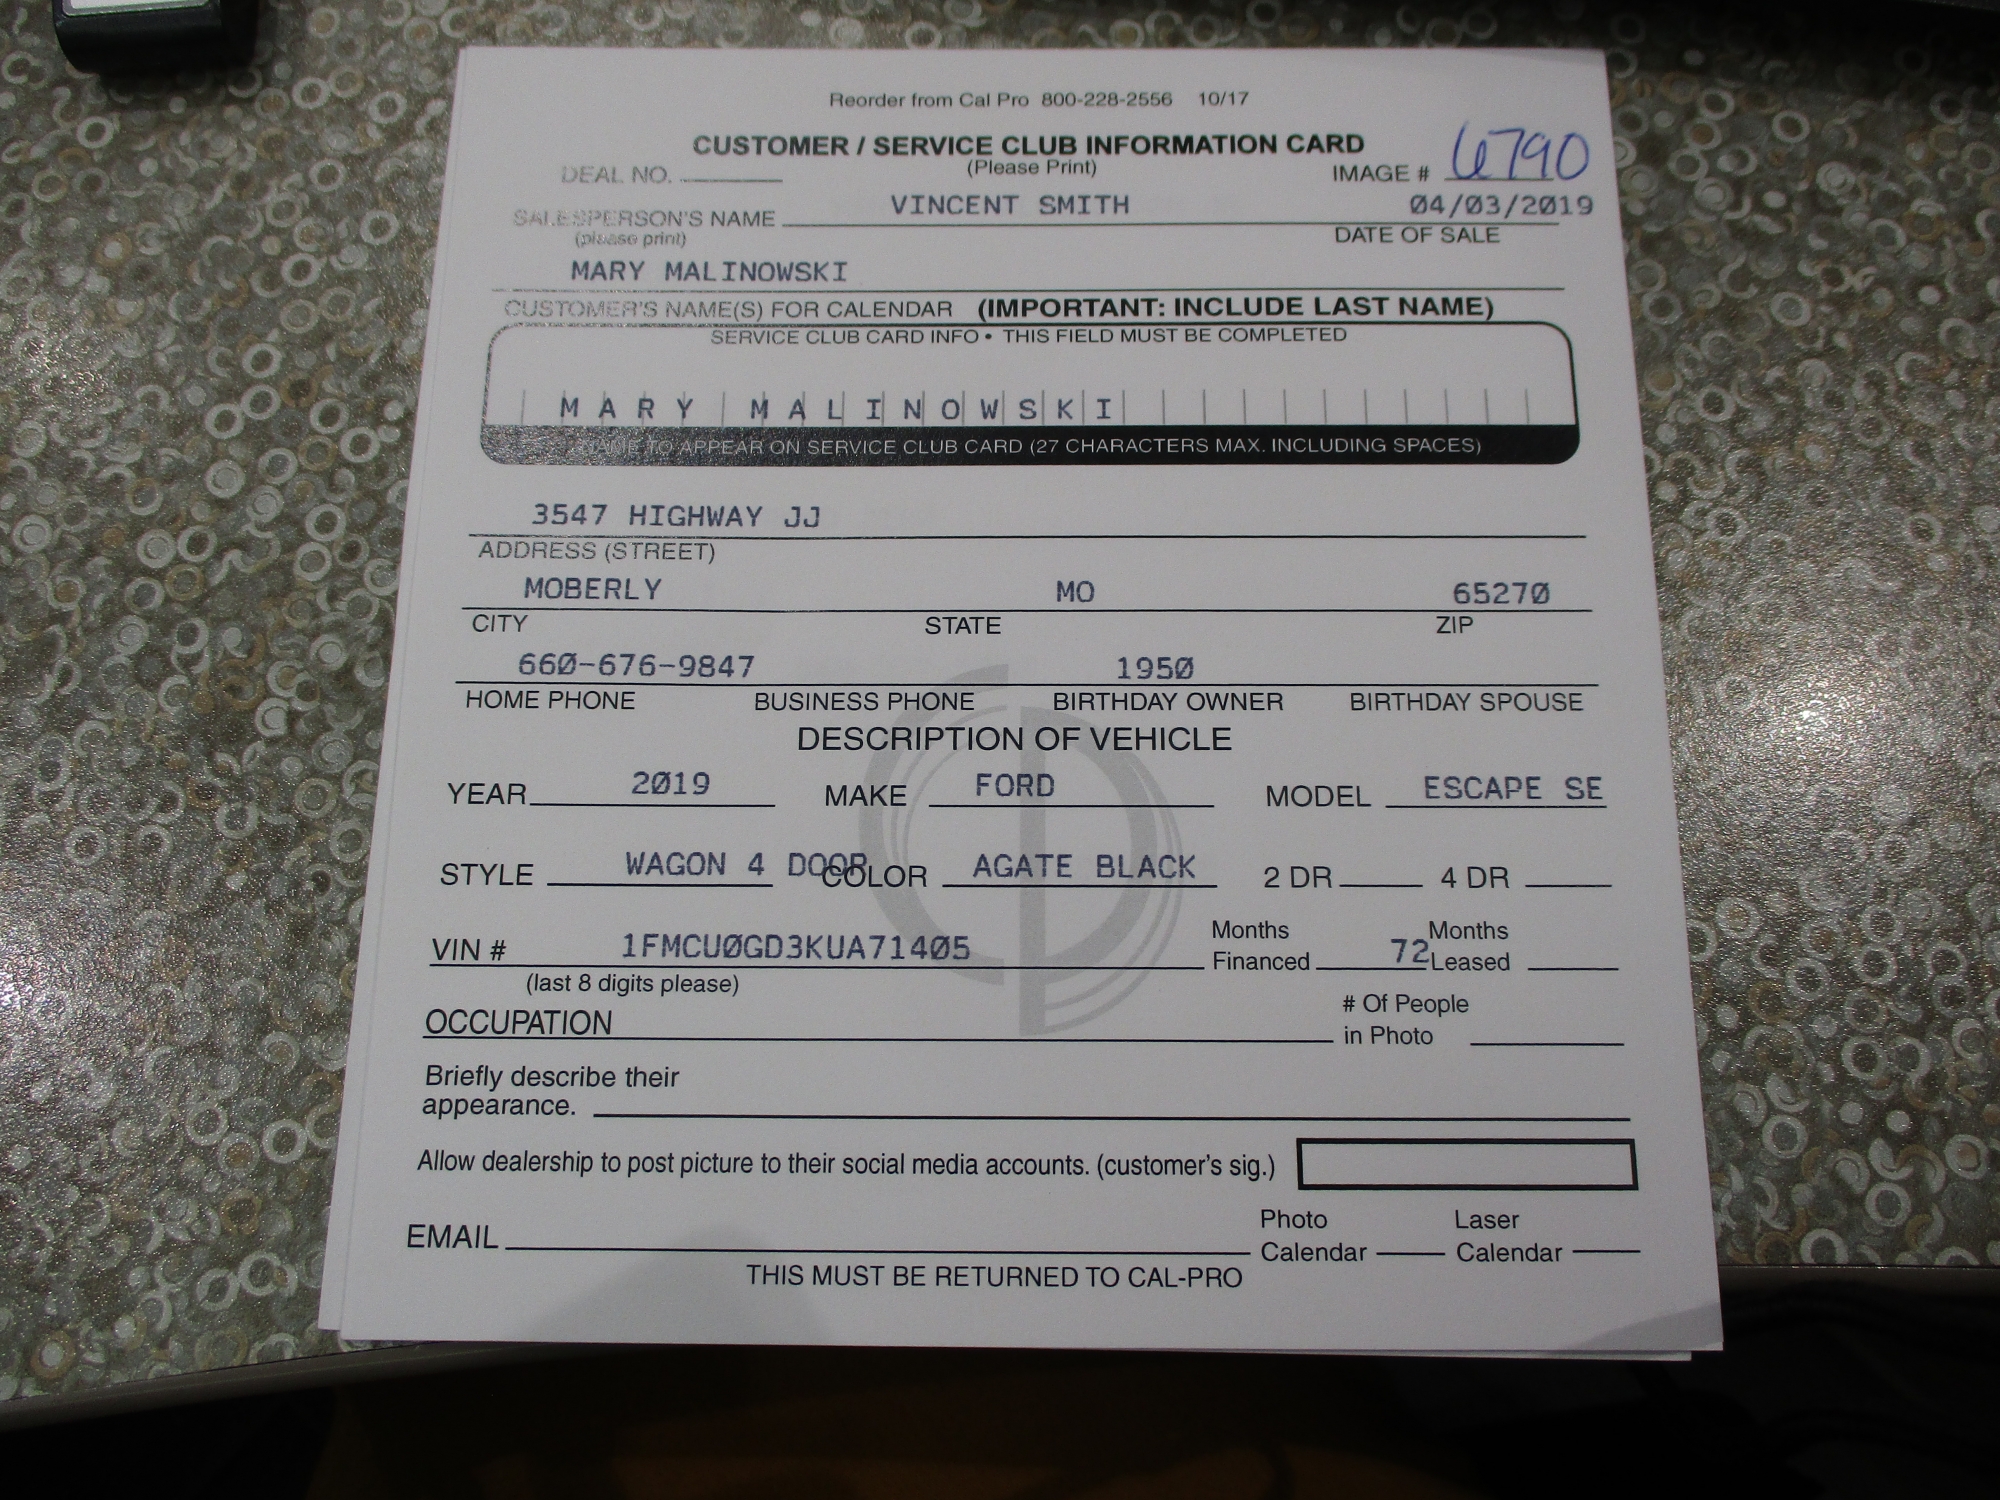 Reorder from Cal Pro 800-228-2556 10/17
CUSTOMER / SERVICE CLUB INFORMATION CARD
(Please Print)
DEAL NO. IMAGE # 6790
SALESPERSON'S NAME VINCENT SMITH 04/03/2019
(please print) DATE OF SALE
MARY MALINOWSKI
CUSTOMER'S NAME(S) FOR CALENDAR (IMPORTANT: INCLUDE LAST NAME)
SERVICE CLUB CARD INFO • THIS FIELD MUST BE COMPLETED
MARY MALINOWSKI
NAME TO APPEAR ON SERVICE CLUB CARD (27 CHARACTERS MAX. INCLUDING SPACES)
3547 HIGHWAY JJ
ADDRESS (STREET)
MOBERLY MO 65270
CITY STATE ZIP
660-676-9847 1950
HOME PHONE BUSINESS PHONE BIRTHDAY OWNER BIRTHDAY SPOUSE
DESCRIPTION OF VEHICLE
YEAR 2019 MAKE FORD MODEL ESCAPE SE
STYLE WAGON 4 DOOR COLOR AGATE BLACK 2 DR 4 DR
VIN # 1FMCU0GD3KUA71405 Months Financed 72 Months Leased
(last 8 digits please)
OCCUPATION # Of People in Photo
Briefly describe their
appearance.
Allow dealership to post picture to their social media accounts. (customer's sig.)
EMAIL Photo Calendar Laser Calendar
THIS MUST BE RETURNED TO CAL-PRO